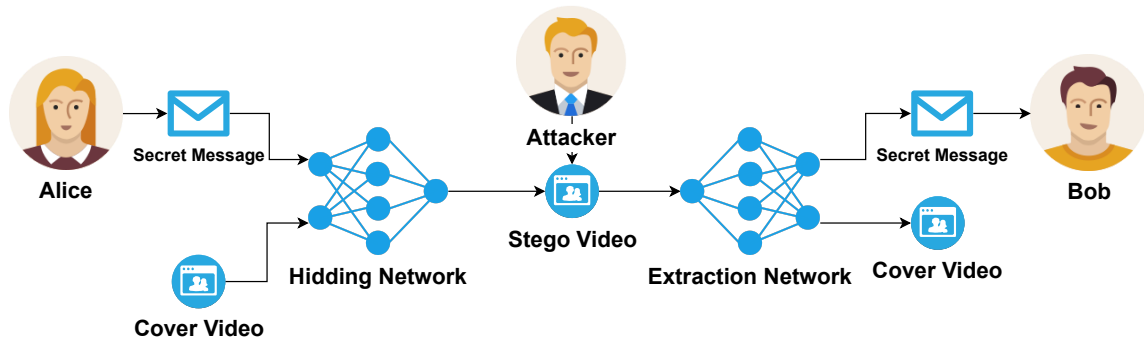 Alice
Secret Message
Cover Video
Hidding Network
Attacker
Stego Video
Extraction Network
Secret Message
Cover Video
Bob